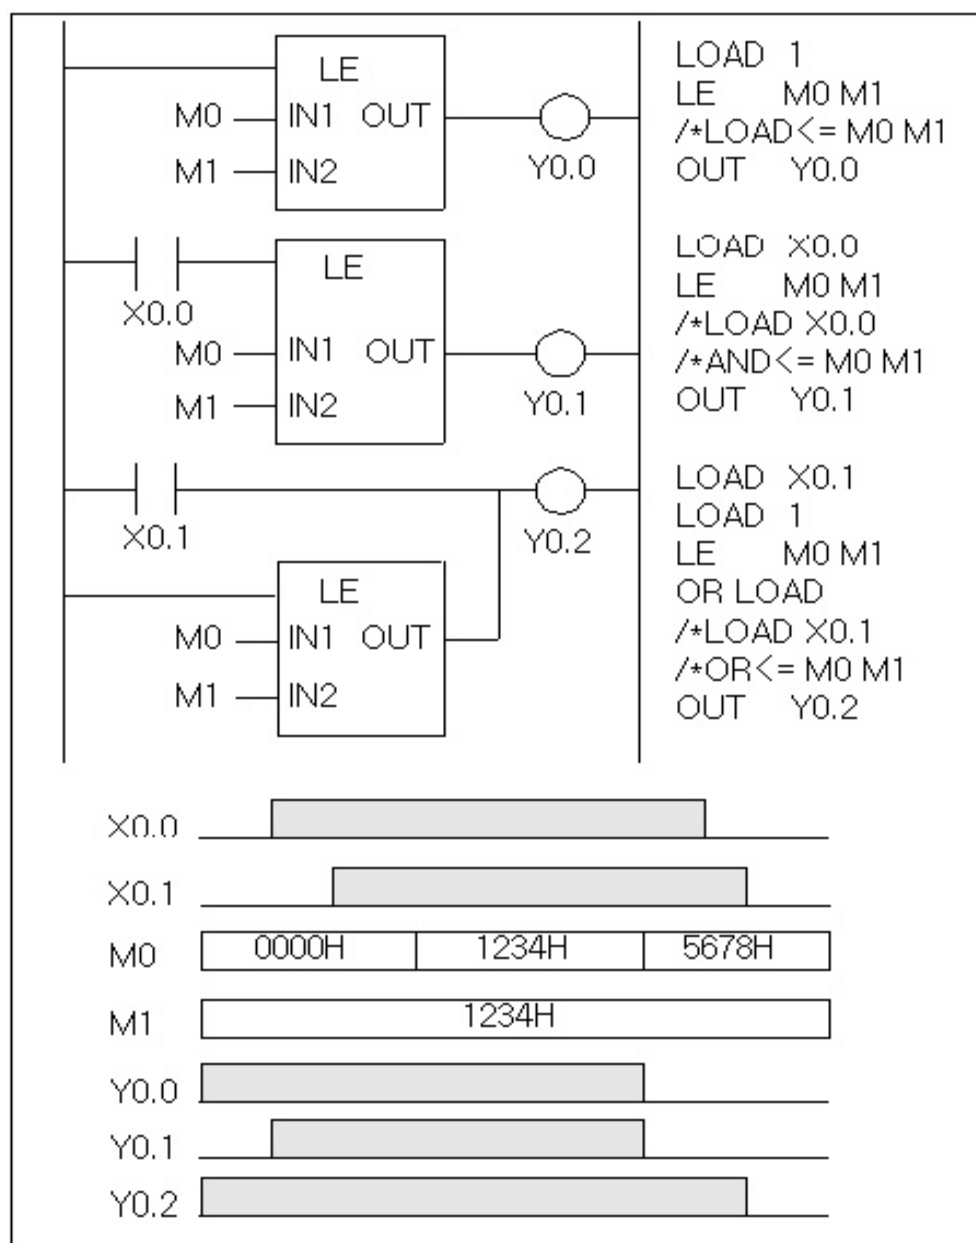 LE
M0 IN1 OUT
M1 IN2
Y0.0
LOAD 1
LE M0 M1
/*LOAD<= M0 M1
OUT Y0.0
X0.0
LE
M0 IN1 OUT
M1 IN2
Y0.1
LOAD X0.0
LE M0 M1
/*LOAD X0.0
/*AND<= M0 M1
OUT Y0.1
X0.1
Y0.2
LE
M0 IN1 OUT
M1 IN2
LOAD X0.1
LOAD 1
LE M0 M1
OR LOAD
/*LOAD X0.1
/*OR<= M0 M1
OUT Y0.2
X0.0
X0.1
M0 0000H 1234H 5678H
M1 1234H
Y0.0
Y0.1
Y0.2